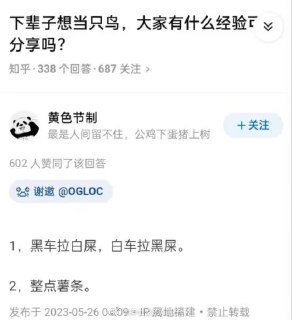 下辈子想当只鸟，大家有什么经验可
分享吗？
知乎 · 338 个回答 · 687 关注 >
黄色节制
最是人间留不住，公鸡下蛋猪上树
+ 关注
602 人赞同了该回答
谢邀 @OGLOC
1，黑车拉白屎，白车拉黑屎。
2，整点薯条。
发布于 2023-05-26 04:09 · IP 属地福建 · 禁止转载